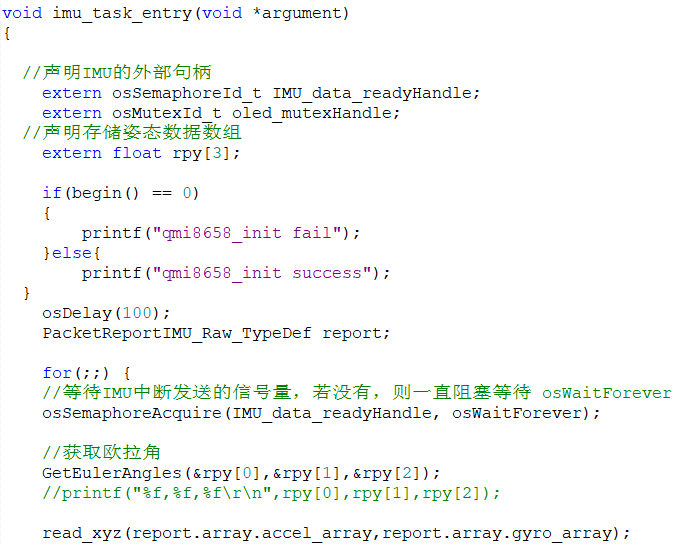 void imu_task_entry(void *argument)
{
//声明IMU的外部句柄
extern osSemaphoreId_t IMU_data_readyHandle;
extern osMutexId_t oled_mutexHandle;
//声明存储姿态数据数组
extern float rpy[3];
if(begin() == 0)
{
printf("qmi8658_init fail");
}else{
printf("qmi8658_init success");
}
osDelay(100);
PacketReportIMU_Raw_TypeDef report;
for(;;) {
//等待IMU中断发送的信号量，若没有，则一直阻塞等待 osWaitForever
osSemaphoreAcquire(IMU_data_readyHandle, osWaitForever);
//获取欧拉角
GetEulerAngles(&rpy[0],&rpy[1],&rpy[2]);
//printf("%f,%f,%f\r\n",rpy[0],rpy[1],rpy[2]);
read_xyz(report.array.accel_array,report.array.gyro_array);